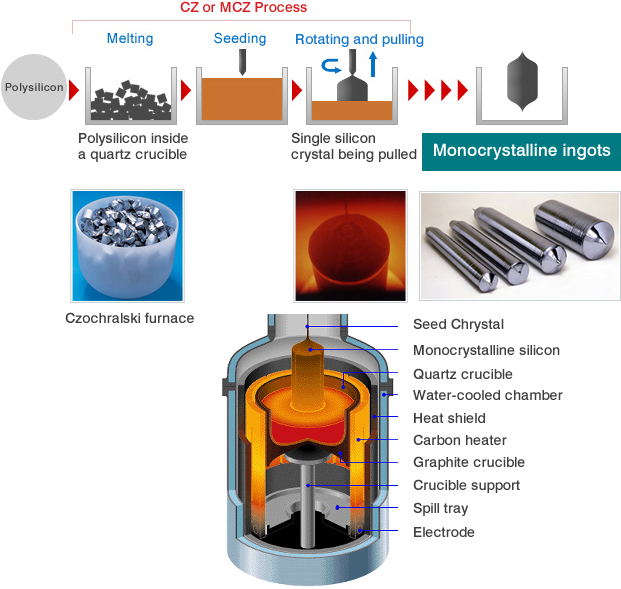 CZ or MCZ Process
Melting
Seeding
Rotating and pulling
Polysilicon
Polysilicon inside
a quartz crucible
Single silicon
crystal being pulled
Monocrystalline ingots
Czochralski furnace
Seed Chrystal
Monocrystalline silicon
Quartz crucible
Water-cooled chamber
Heat shield
Carbon heater
Graphite crucible
Crucible support
Spill tray
Electrode